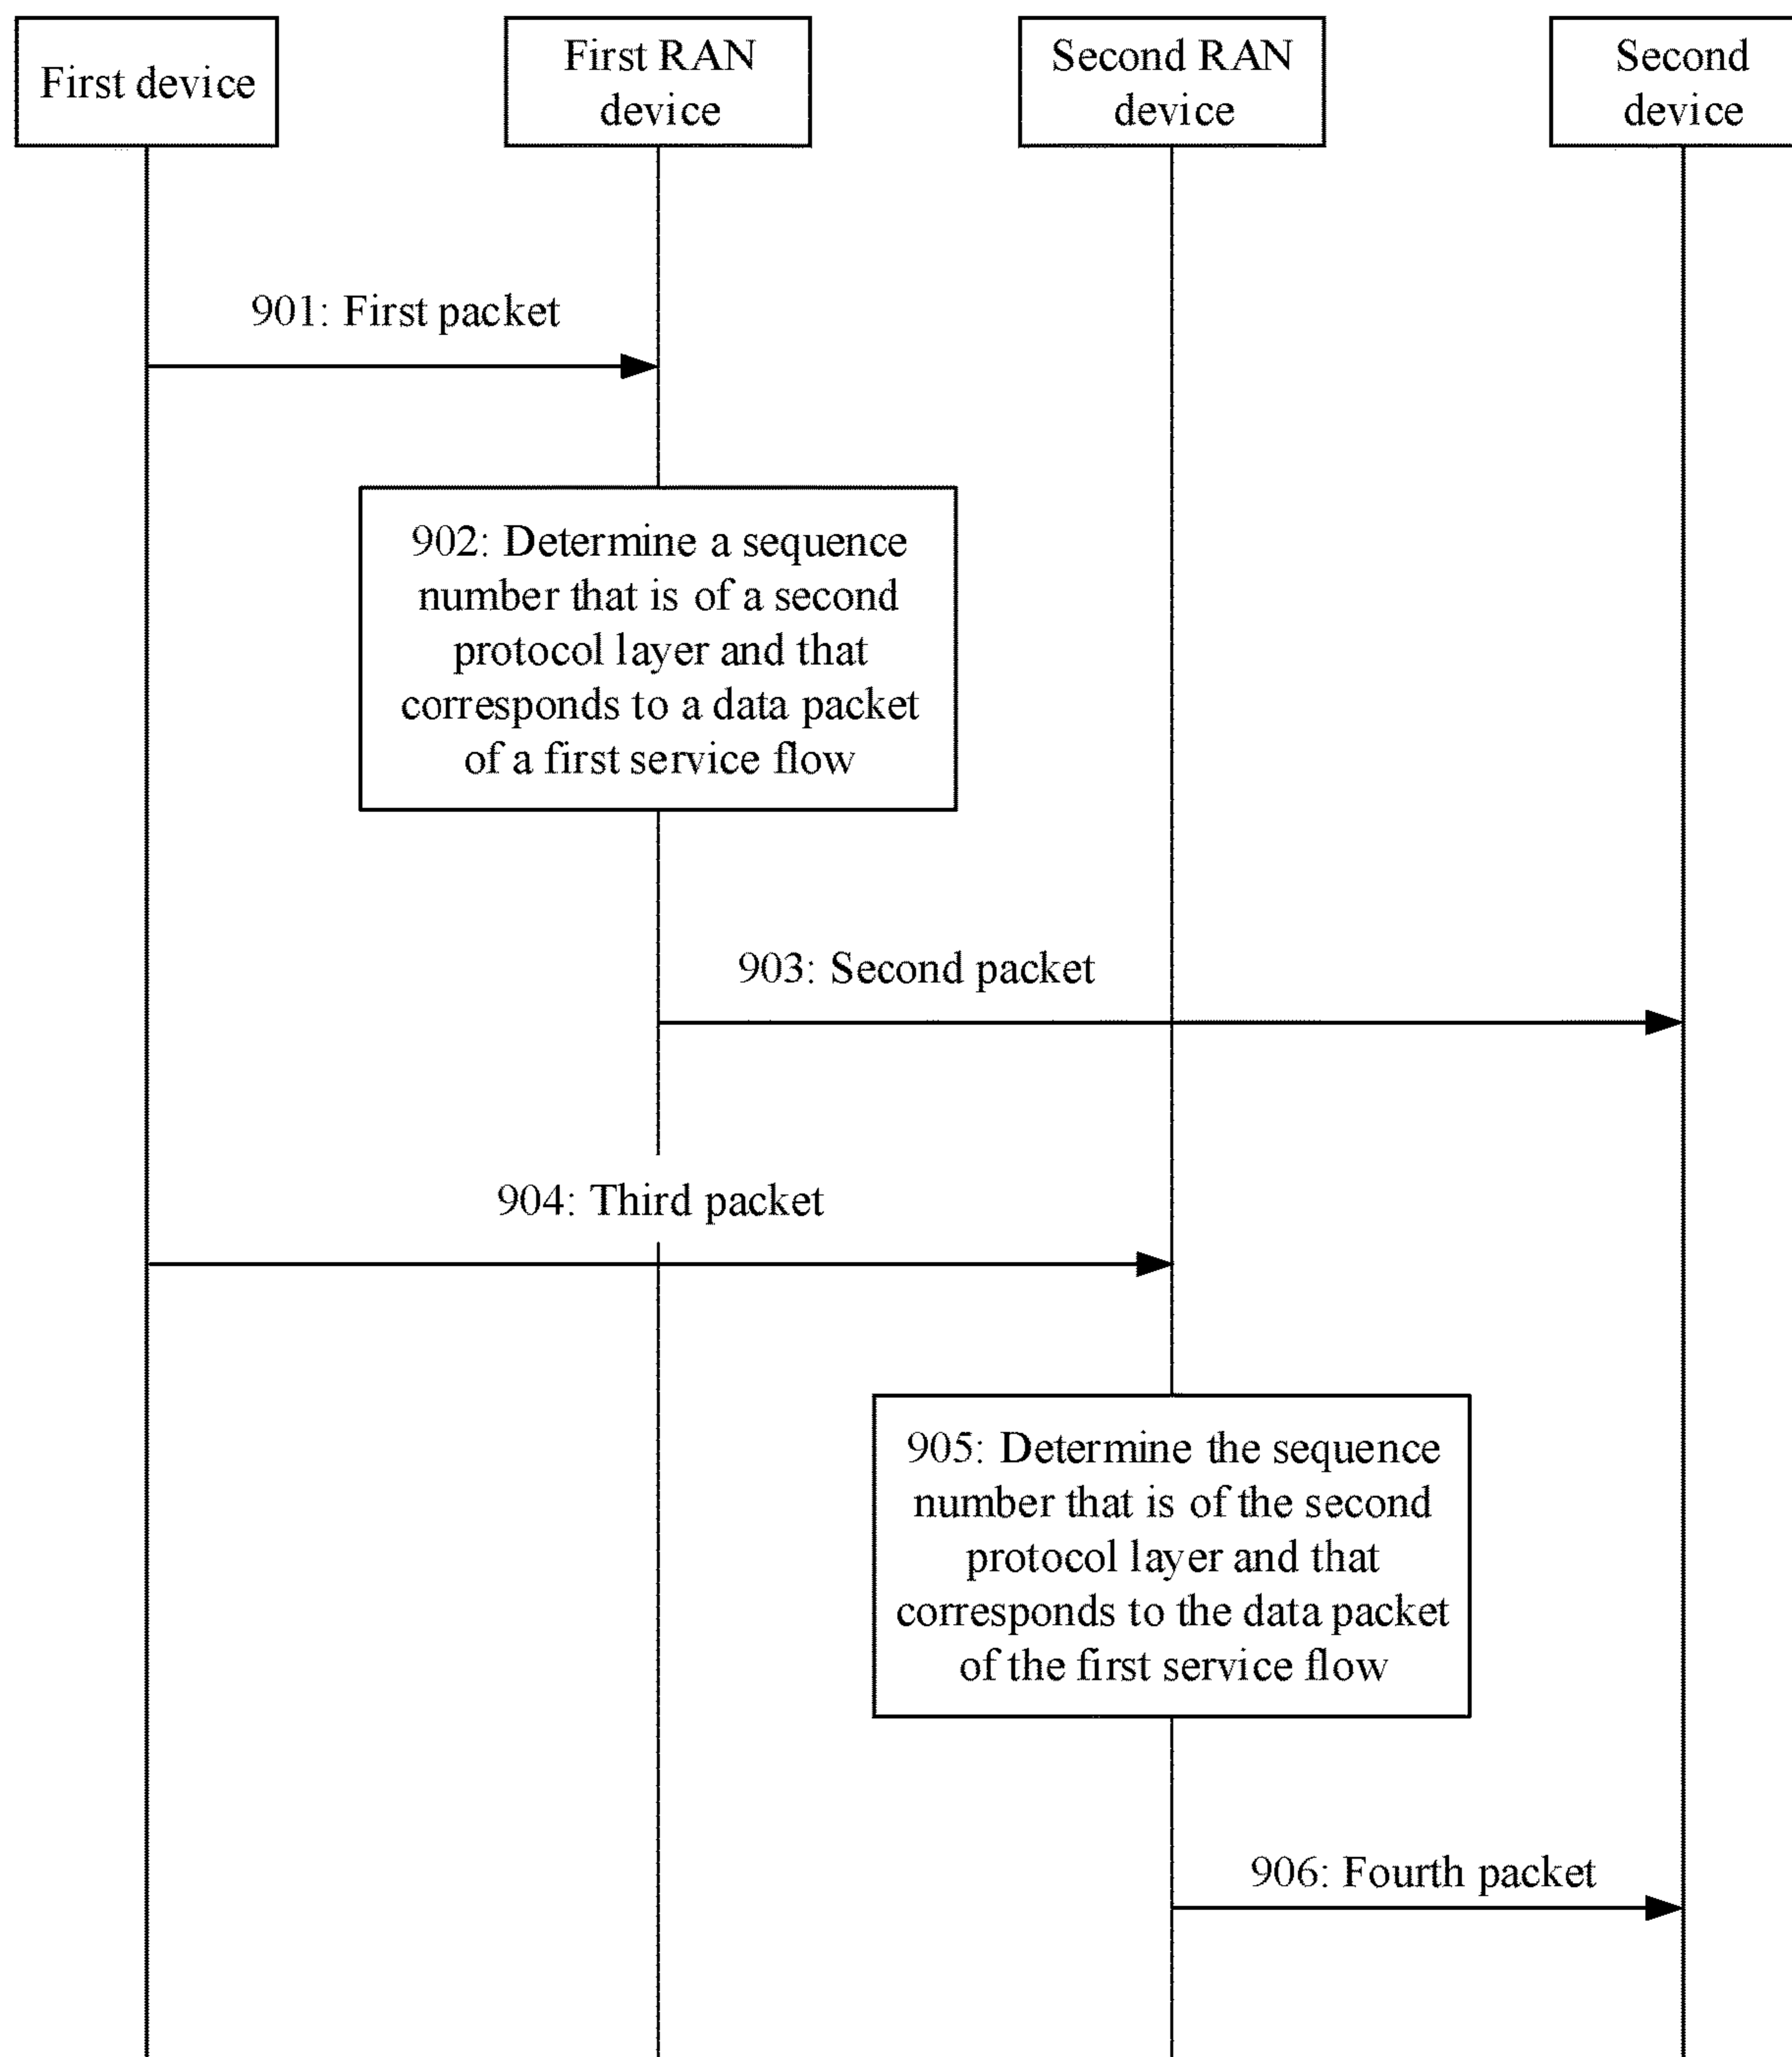 First device
First RAN
device
Second RAN
device
Second
device
901: First packet
902: Determine a sequence
number that is of a second
protocol layer and that
corresponds to a data packet
of a first service flow
903: Second packet
904: Third packet
905: Determine the sequence
number that is of the second
protocol layer and that
corresponds to the data packet
of the first service flow
906: Fourth packet